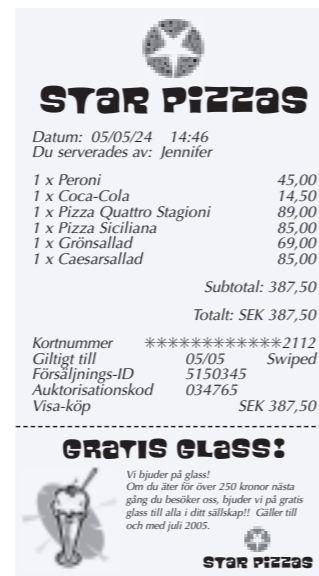 STAR PIZZAS
Datum: 05/05/24 14:46
Du serverades av: Jennifer
1 x Peroni 45,00
1 x Coca-Cola 14,50
1 x Pizza Quattro Stagioni 89,00
1 x Pizza Siciliana 85,00
1 x Grönsallad 69,00
1 x Caesarsallad 85,00
Subtotal: 387,50
Totalt: SEK 387,50
Kortnummer ************2112
Giltigt till 05/05 Swiped
Försäljnings-ID 5150345
Auktorisationskod 034765
Visa-köp SEK 387,50
GRATIS GLASS!
Vi bjuder på glass!
Om du äter för över 250 kronor nästa
gång du besöker oss, bjuder vi på gratis
glass till alla i ditt sällskap!! Gäller till
och med juli 2005.
STAR PIZZAS